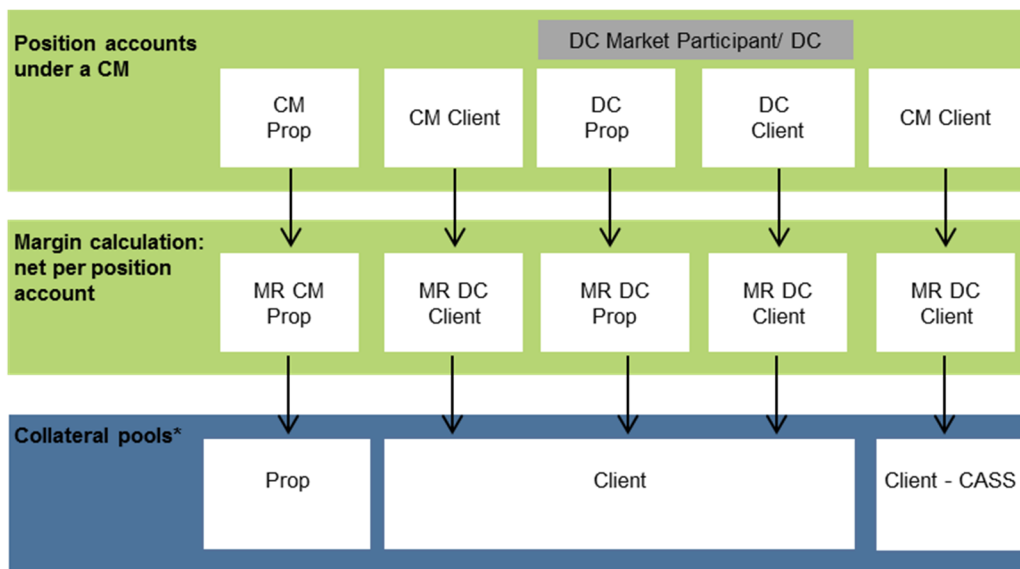 Position accounts
under a CM
DC Market Participant/ DC
CM
Prop
CM Client
DC
Prop
DC
Client
CM Client
Margin calculation:
net per position
account
MR CM
Prop
MR DC
Client
MR DC
Prop
MR DC
Client
MR DC
Client
Collateral pools*
Prop
Client
Client - CASS